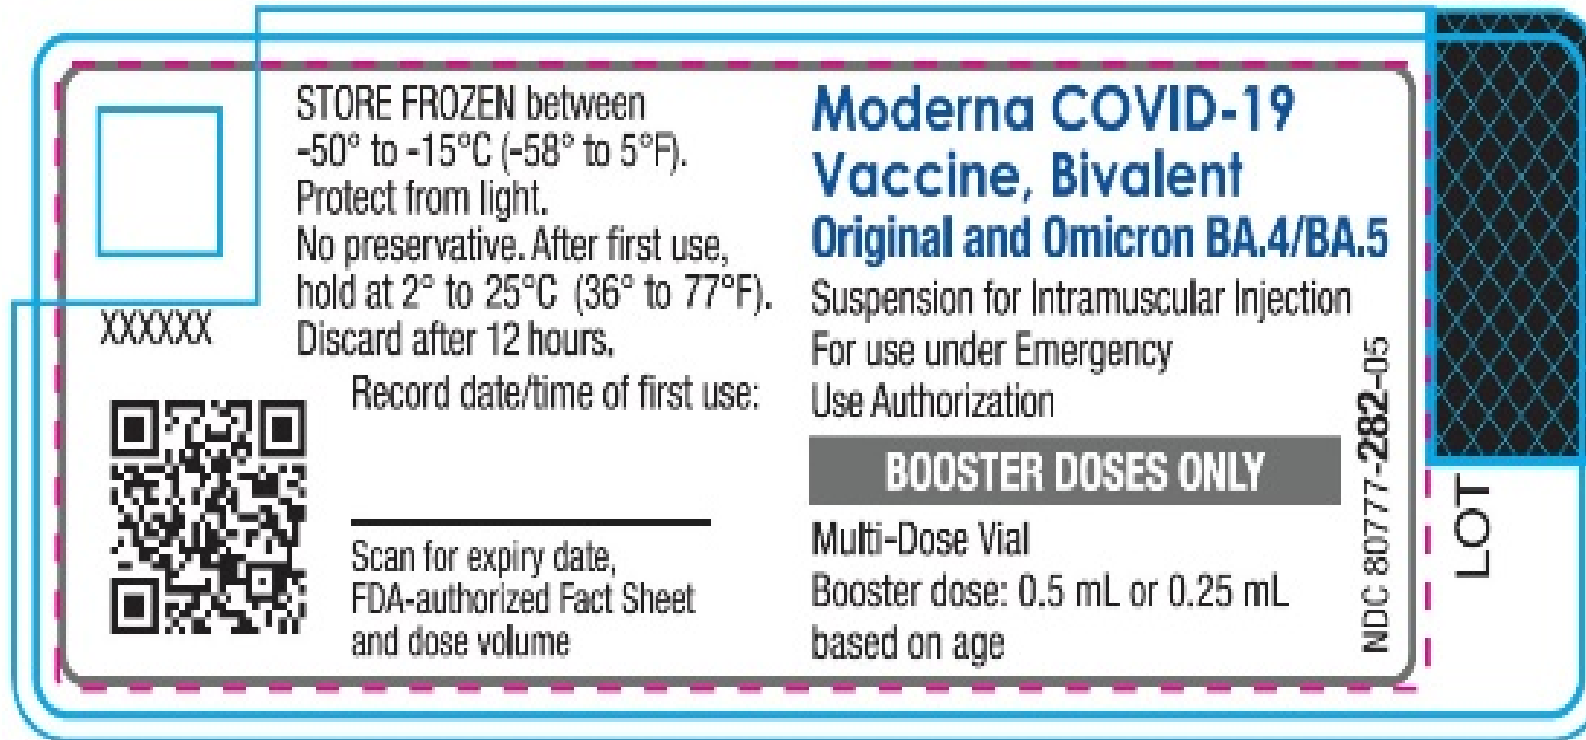 STORE FROZEN between
-50° to -15°C (-58° to 5°F).
Protect from light.
No preservative. After first use,
hold at 2° to 25°C (36° to 77°F).
Discard after 12 hours.
XXXXXX
Record date/time of first use:
Scan for expiry date,
FDA-authorized Fact Sheet
and dose volume
Moderna COVID-19
Vaccine, Bivalent
Original and Omicron BA.4/BA.5
Suspension for Intramuscular Injection
For use under Emergency
Use Authorization
BOOSTER DOSES ONLY
Multi-Dose Vial
Booster dose: 0.5 mL or 0.25 mL
based on age
NDC 80777-282-05
LOT